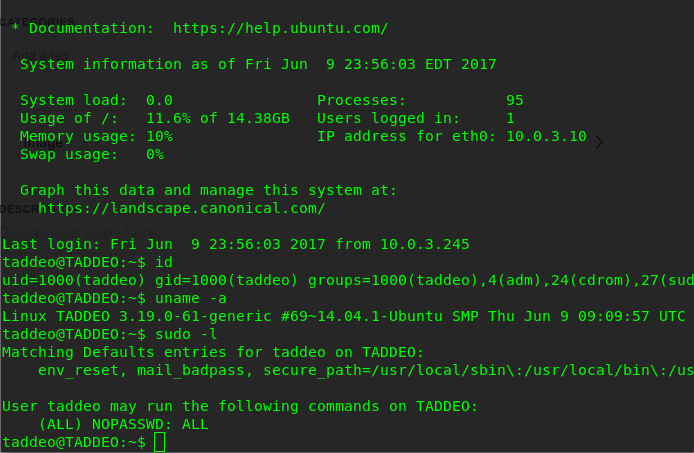 CATEGORIES
* Documentation:  https://help.ubuntu.com/
Add a tag
System information as of Fri Jun  9 23:56:03 EDT 2017
System load:  0.0                Processes:           95
Usage of /:   11.6% of 14.38GB   Users logged in:     1
Memory usage: 10%                IP address for eth0: 10.0.3.10
Image
Swap usage:   0%
Graph this data and manage this system at:
https://landscape.canonical.com/
Last login: Fri Jun  9 23:56:03 2017 from 10.0.3.245
taddeo@TADDEO:~$ id
uid=1000(taddeo) gid=1000(taddeo) groups=1000(taddeo),4(adm),24(cdrom),27(sud
taddeo@TADDEO:~$ uname -a
Linux TADDEO 3.19.0-61-generic #69~14.04.1-Ubuntu SMP Thu Jun 9 09:09:57 UTC
taddeo@TADDEO:~$ sudo -l
Matching Defaults entries for taddeo on TADDEO:
env_reset, mail_badpass, secure_path=/usr/local/sbin\:/usr/local/bin\:/us
User taddeo may run the following commands on TADDEO:
(ALL) NOPASSWD: ALL
taddeo@TADDEO:~$